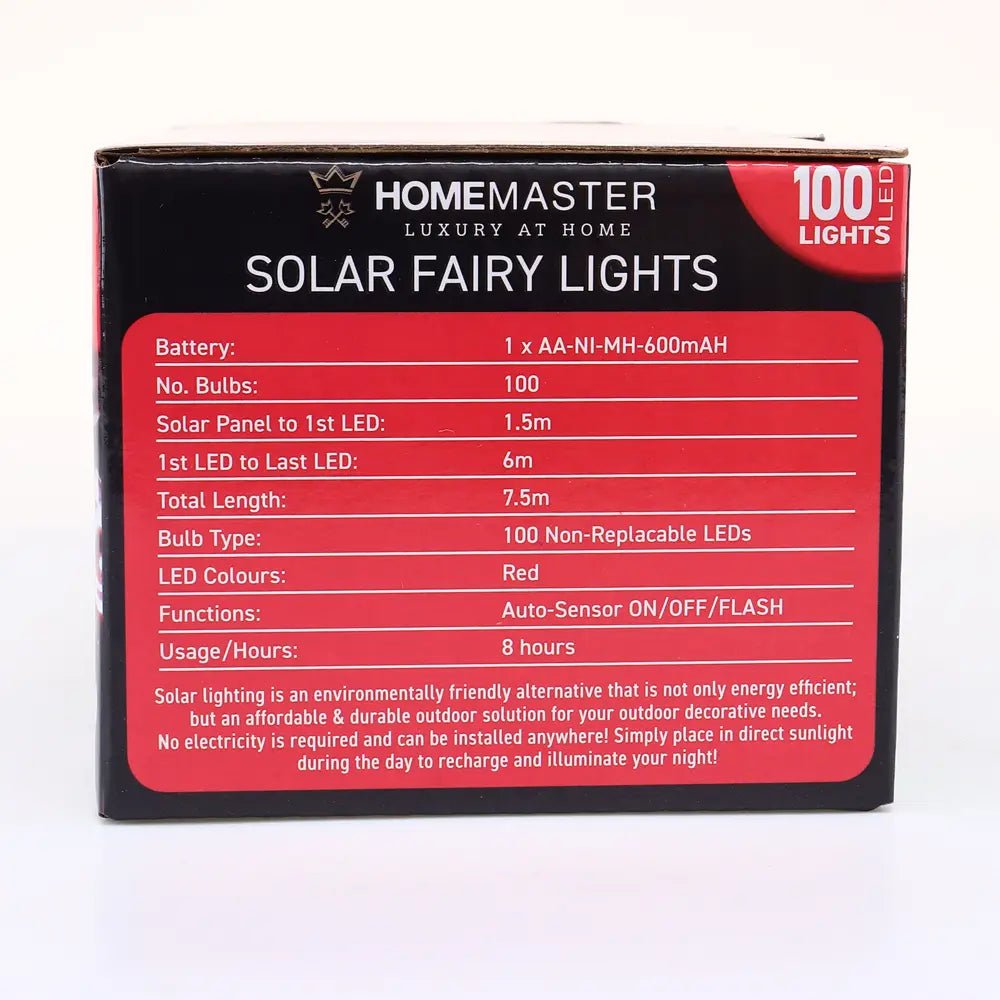 HOMEMASTER
LUXURY AT HOME
100 LED
LIGHTS
SOLAR FAIRY LIGHTS
Battery: 1 x AA-NI-MH-600mAH
No. Bulbs: 100
Solar Panel to 1st LED: 1.5m
1st LED to Last LED: 6m
Total Length: 7.5m
Bulb Type: 100 Non-Replacable LEDs
LED Colours: Red
Functions: Auto-Sensor ON/OFF/FLASH
Usage/Hours: 8 hours
Solar lighting is an environmentally friendly alternative that is not only energy efficient;
but an affordable & durable outdoor solution for your outdoor decorative needs.
No electricity is required and can be installed anywhere! Simply place in direct sunlight
during the day to recharge and illuminate your night!